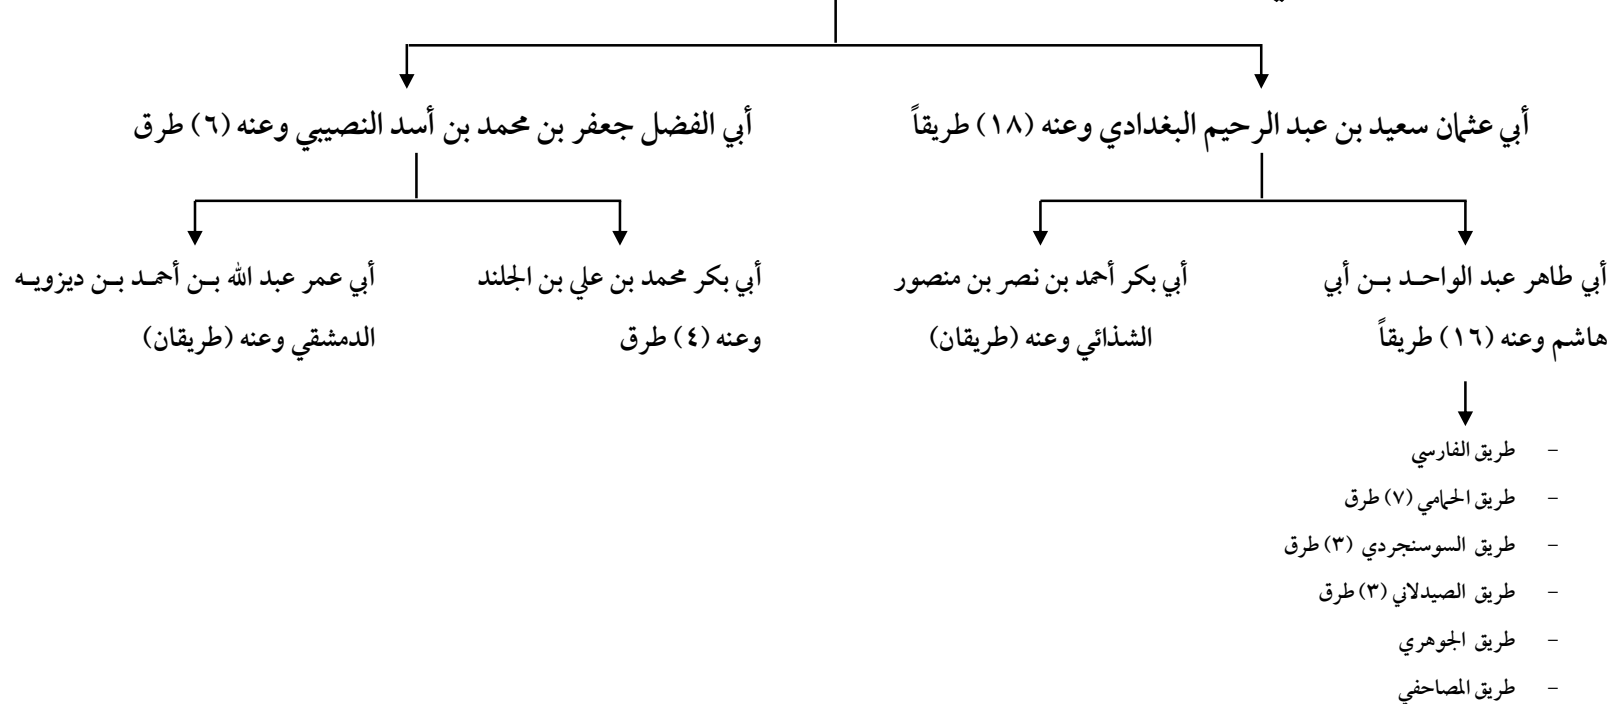 أبي عثمان سعيد بن عبد الرحيم البغدادي وعنه (١٨) طريقاً
أبي الفضل جعفر بن محمد بن أسد النصيبي وعنه (٦) طرق
أبي طاهر عبد الواحد بن أبي
هاشم وعنه (١٦) طريقاً
أبي بكر أحمد بن نصر بن منصور
الشذائي وعنه (طريقان)
أبي بكر محمد بن علي بن الجلند
وعنه (٤) طرق
أبي عمر عبد الله بن أحمد بن ديزويه
الدمشقي وعنه (طريقان)
- طريق الفارسي
- طريق الحمامي (٧) طرق
- طريق السوسنجردي (٣) طرق
- طريق الصيدلاني (٣) طرق
- طريق الجوهري
- طريق المصاحفي